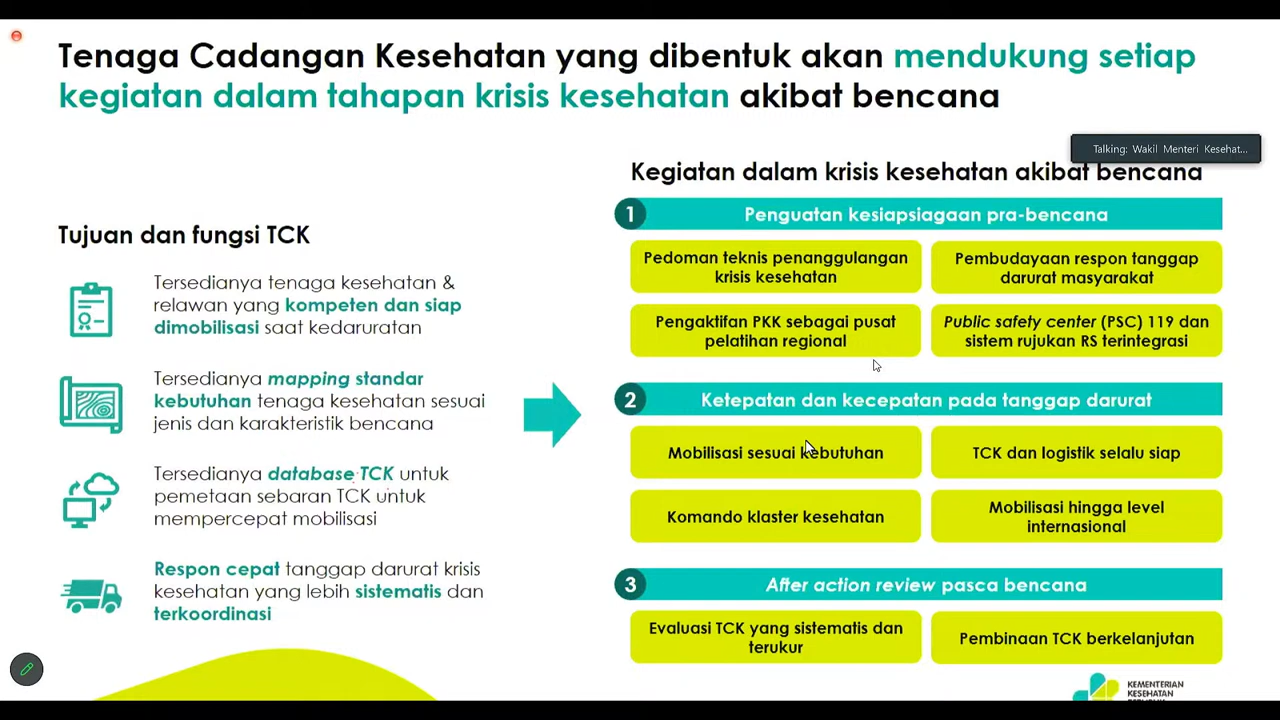 Tenaga Cadangan Kesehatan yang dibentuk akan mendukung setiap
kegiatan dalam tahapan krisis kesehatan akibat bencana
Talking: Wakil Menteri Kesehat...
Tujuan dan fungsi TCK
Tersedianya tenaga kesehatan &
relawan yang kompeten dan siap
dimobilisasi saat kedaruratan
Tersedianya mapping standar
kebutuhan tenaga kesehatan sesuai
jenis dan karakteristik bencana
Tersedianya database TCK untuk
pemetaan sebaran TCK untuk
mempercepat mobilisasi
Respon cepat tanggap darurat krisis
kesehatan yang lebih sistematis dan
terkoordinasi
Kegiatan dalam krisis kesehatan akibat bencana
1
Penguatan kesiapsiagaan pra-bencana
Pedoman teknis penanggulangan
krisis kesehatan
Pembudayaan respon tanggap
darurat masyarakat
Pengaktifan PKK sebagai pusat
pelatihan regional
Public safety center (PSC) 119 dan
sistem rujukan RS terintegrasi
2
Ketepatan dan kecepatan pada tanggap darurat
Mobilisasi sesuai kebutuhan
TCK dan logistik selalu siap
Komando klaster kesehatan
Mobilisasi hingga level
internasional
3
After action review pasca bencana
Evaluasi TCK yang sistematis dan
terukur
Pembinaan TCK berkelanjutan
KEMENTERIAN
KESEHATAN